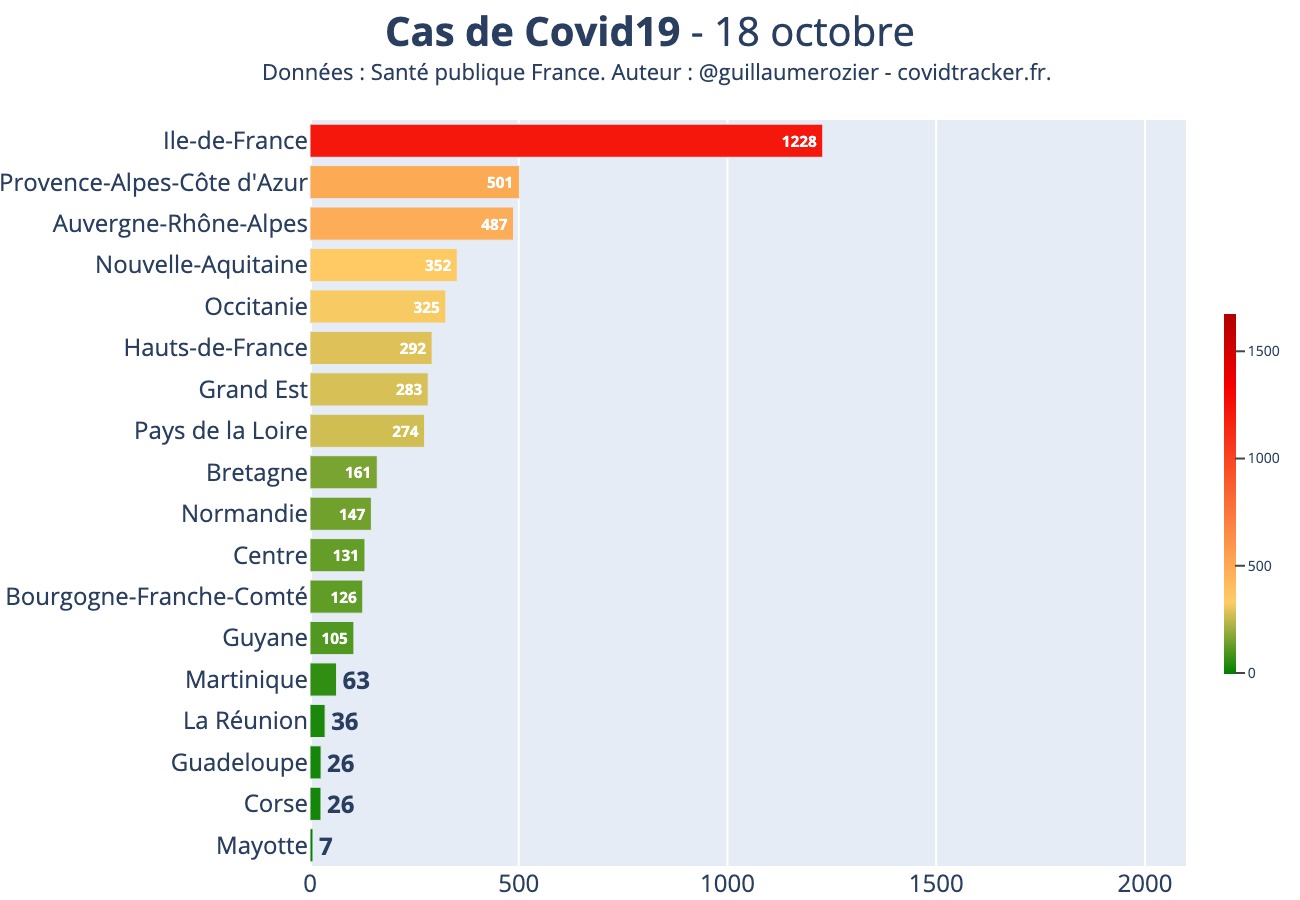 Cas de Covid19 - 18 octobre
Données : Santé publique France. Auteur : @guillaumerozier - covidtracker.fr.
Ile-de-France 1228
Provence-Alpes-Côte d'Azur 501
Auvergne-Rhône-Alpes 487
Nouvelle-Aquitaine 352
Occitanie 325
Hauts-de-France 292
Grand Est 283
Pays de la Loire 274
Bretagne 161
Normandie 147
Centre 131
Bourgogne-Franche-Comté 126
Guyane 105
Martinique 63
La Réunion 36
Guadeloupe 26
Corse 26
Mayotte 7
0 500 1000 1500 2000
1500
1000
500
0